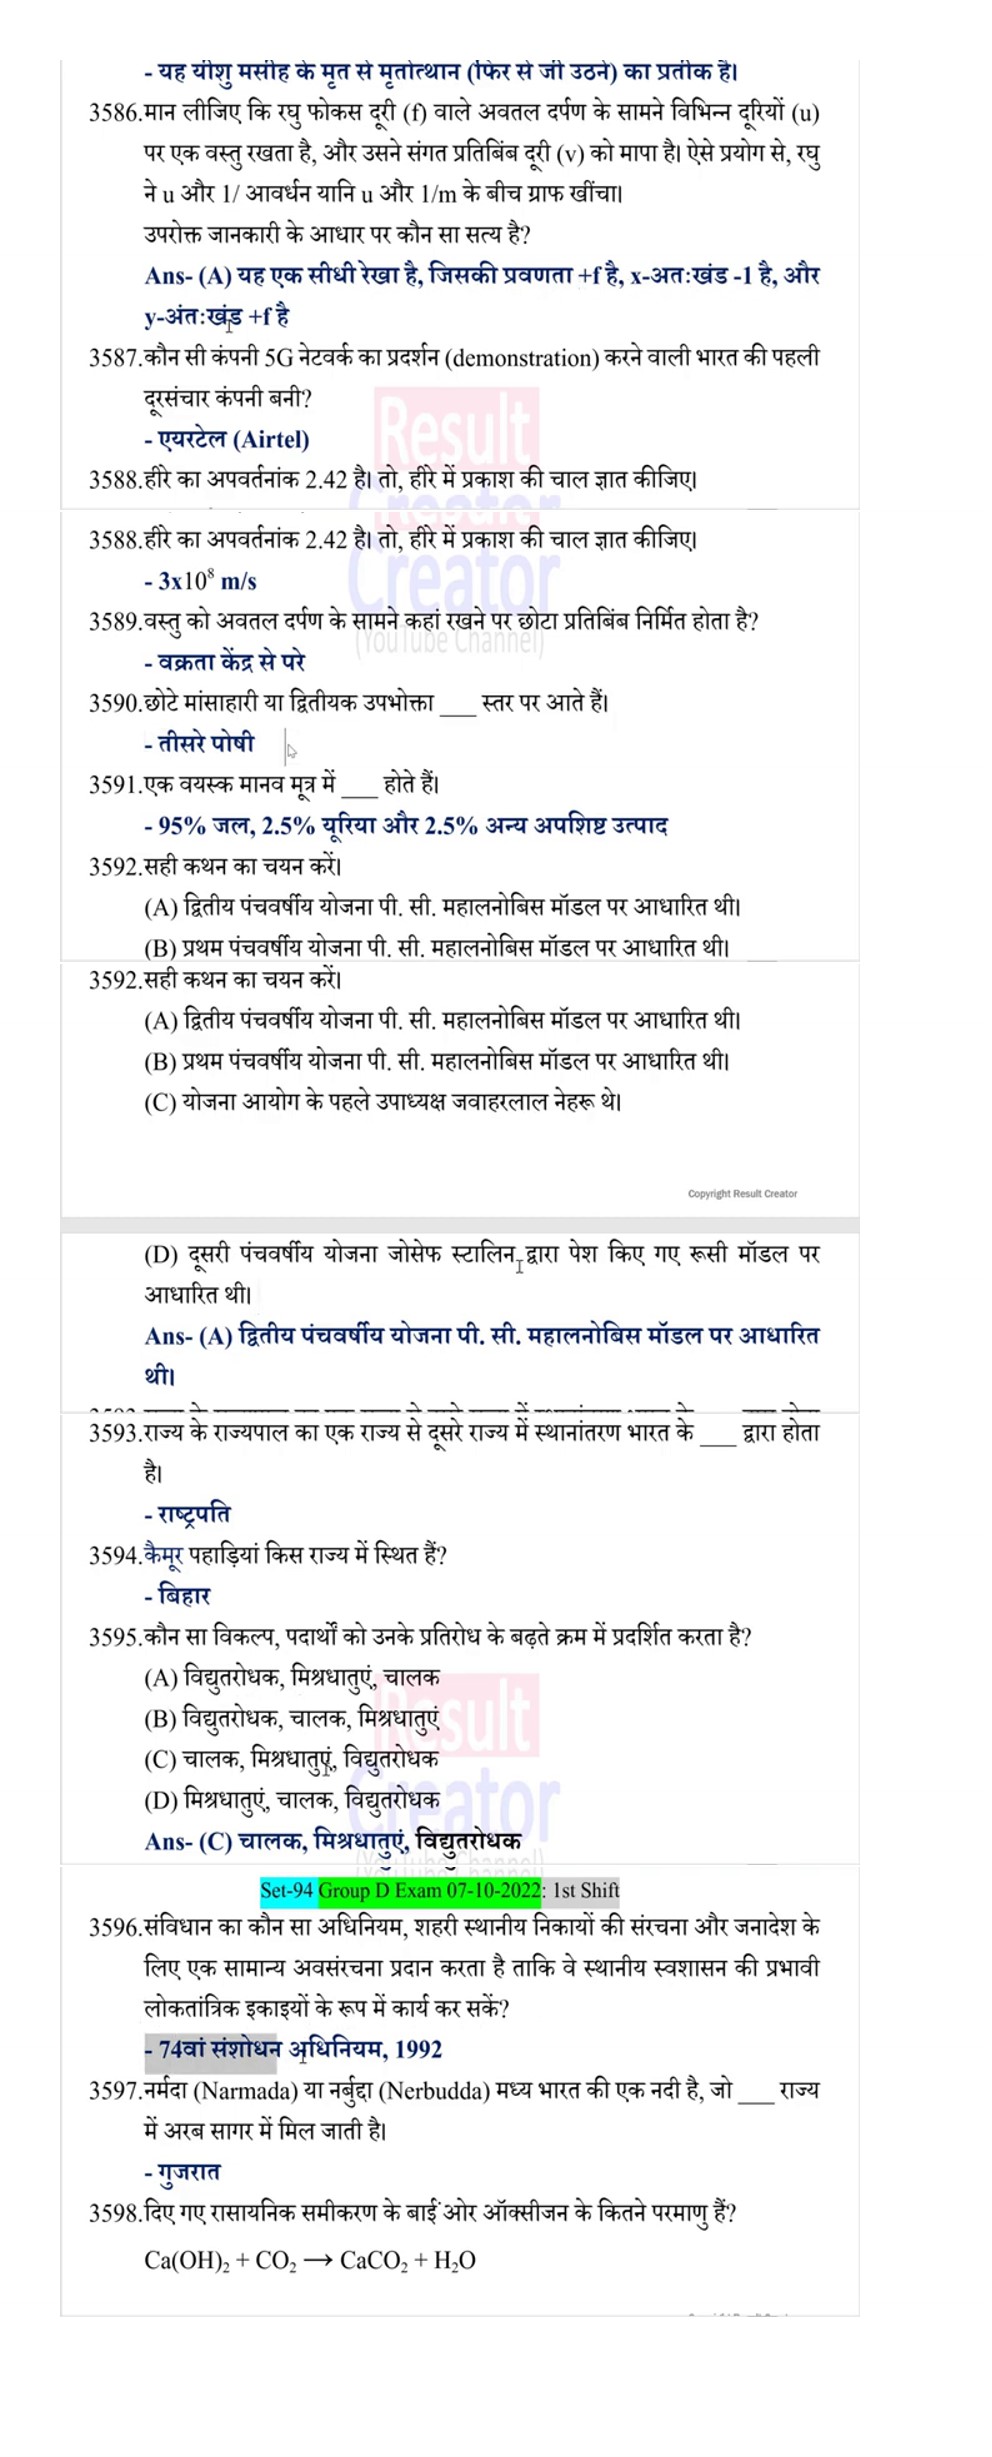 - यह यीशु मसीह के मृत से मृतोत्थान (फिर से जी उठने) का प्रतीक है।
3586.मान लीजिए कि रघु फोकस दूरी (f) वाले अवतल दर्पण के सामने विभिन्न दूरियों (u)
पर एक वस्तु रखता है, और उसने संगत प्रतिबिंब दूरी (v) को मापा है। ऐसे प्रयोग से, रघु
ने u और 1/ आवर्धन यानि u और 1/m के बीच ग्राफ खींचा।
उपरोक्त जानकारी के आधार पर कौन सा सत्य है?
Ans- (A) यह एक सीधी रेखा है, जिसकी प्रवणता +f है, x-अत:खंड -1 है, और
y-अंत:खंड +f है
3587.कौन सी कंपनी 5G नेटवर्क का प्रदर्शन (demonstration) करने वाली भारत की पहली
दूरसंचार कंपनी बनी?
- एयरटेल (Airtel)
Result
3588.हीरे का अपवर्तनांक 2.42 है। तो, हीरे में प्रकाश की चाल ज्ञात कीजिए।
3588.हीरे का अपवर्तनांक 2.42 है। तो, हीरे में प्रकाश की चाल ज्ञात कीजिए।
Creator
- 3x10⁸ m/s
3589.वस्तु को अवतल दर्पण के सामने कहां रखने पर छोटा प्रतिबिंब निर्मित होता है?
(YouTube Channel)
- वक्रता केंद्र से परे
3590.छोटे मांसाहारी या द्वितीयक उपभोक्ता ___ स्तर पर आते हैं।
- तीसरे पोषी
3591.एक वयस्क मानव मूत्र में ___ होते हैं।
- 95% जल, 2.5% यूरिया और 2.5% अन्य अपशिष्ट उत्पाद
3592.सही कथन का चयन करें।
(A) द्वितीय पंचवर्षीय योजना पी. सी. महालनोबिस मॉडल पर आधारित थी।
(B) प्रथम पंचवर्षीय योजना पी. सी. महालनोबिस मॉडल पर आधारित थी।
3592.सही कथन का चयन करें।
(A) द्वितीय पंचवर्षीय योजना पी. सी. महालनोबिस मॉडल पर आधारित थी।
(B) प्रथम पंचवर्षीय योजना पी. सी. महालनोबिस मॉडल पर आधारित थी।
(C) योजना आयोग के पहले उपाध्यक्ष जवाहरलाल नेहरू थे।
Copyright Result Creator
(D) दूसरी पंचवर्षीय योजना जोसेफ स्टालिन द्वारा पेश किए गए रूसी मॉडल पर
आधारित थी।
Ans- (A) द्वितीय पंचवर्षीय योजना पी. सी. महालनोबिस मॉडल पर आधारित
थी।
3593.राज्य के राज्यपाल का एक राज्य से दूसरे राज्य में स्थानांतरण भारत के ___ द्वारा होता
है।
- राष्ट्रपति
3594.कैमूर पहाड़ियां किस राज्य में स्थित हैं?
- बिहार
3595.कौन सा विकल्प, पदार्थों को उनके प्रतिरोध के बढ़ते क्रम में प्रदर्शित करता है?
(A) विद्युतरोधक, मिश्रधातुएं, चालक
Result
(B) विद्युतरोधक, चालक, मिश्रधातुएं
(C) चालक, मिश्रधातुएं, विद्युतरोधक
Creator
(D) मिश्रधातुएं, चालक, विद्युतरोधक
Ans- (C) चालक, मिश्रधातुएं, विद्युतरोधक
Set-94 Group D Exam 07-10-2022: 1st Shift
3596.संविधान का कौन सा अधिनियम, शहरी स्थानीय निकायों की संरचना और जनादेश के
लिए एक सामान्य अवसंरचना प्रदान करता है ताकि वे स्थानीय स्वशासन की प्रभावी
लोकतांत्रिक इकाइयों के रूप में कार्य कर सकें?
- 74वां संशोधन अधिनियम, 1992
3597.नर्मदा (Narmada) या नर्बुद्दा (Nerbudda) मध्य भारत की एक नदी है, जो ___ राज्य
में अरब सागर में मिल जाती है।
- गुजरात
3598.दिए गए रासायनिक समीकरण के बाईं ओर ऑक्सीजन के कितने परमाणु हैं?
Ca(OH)₂ + CO₂ ⟶ CaCO₂ + H₂O